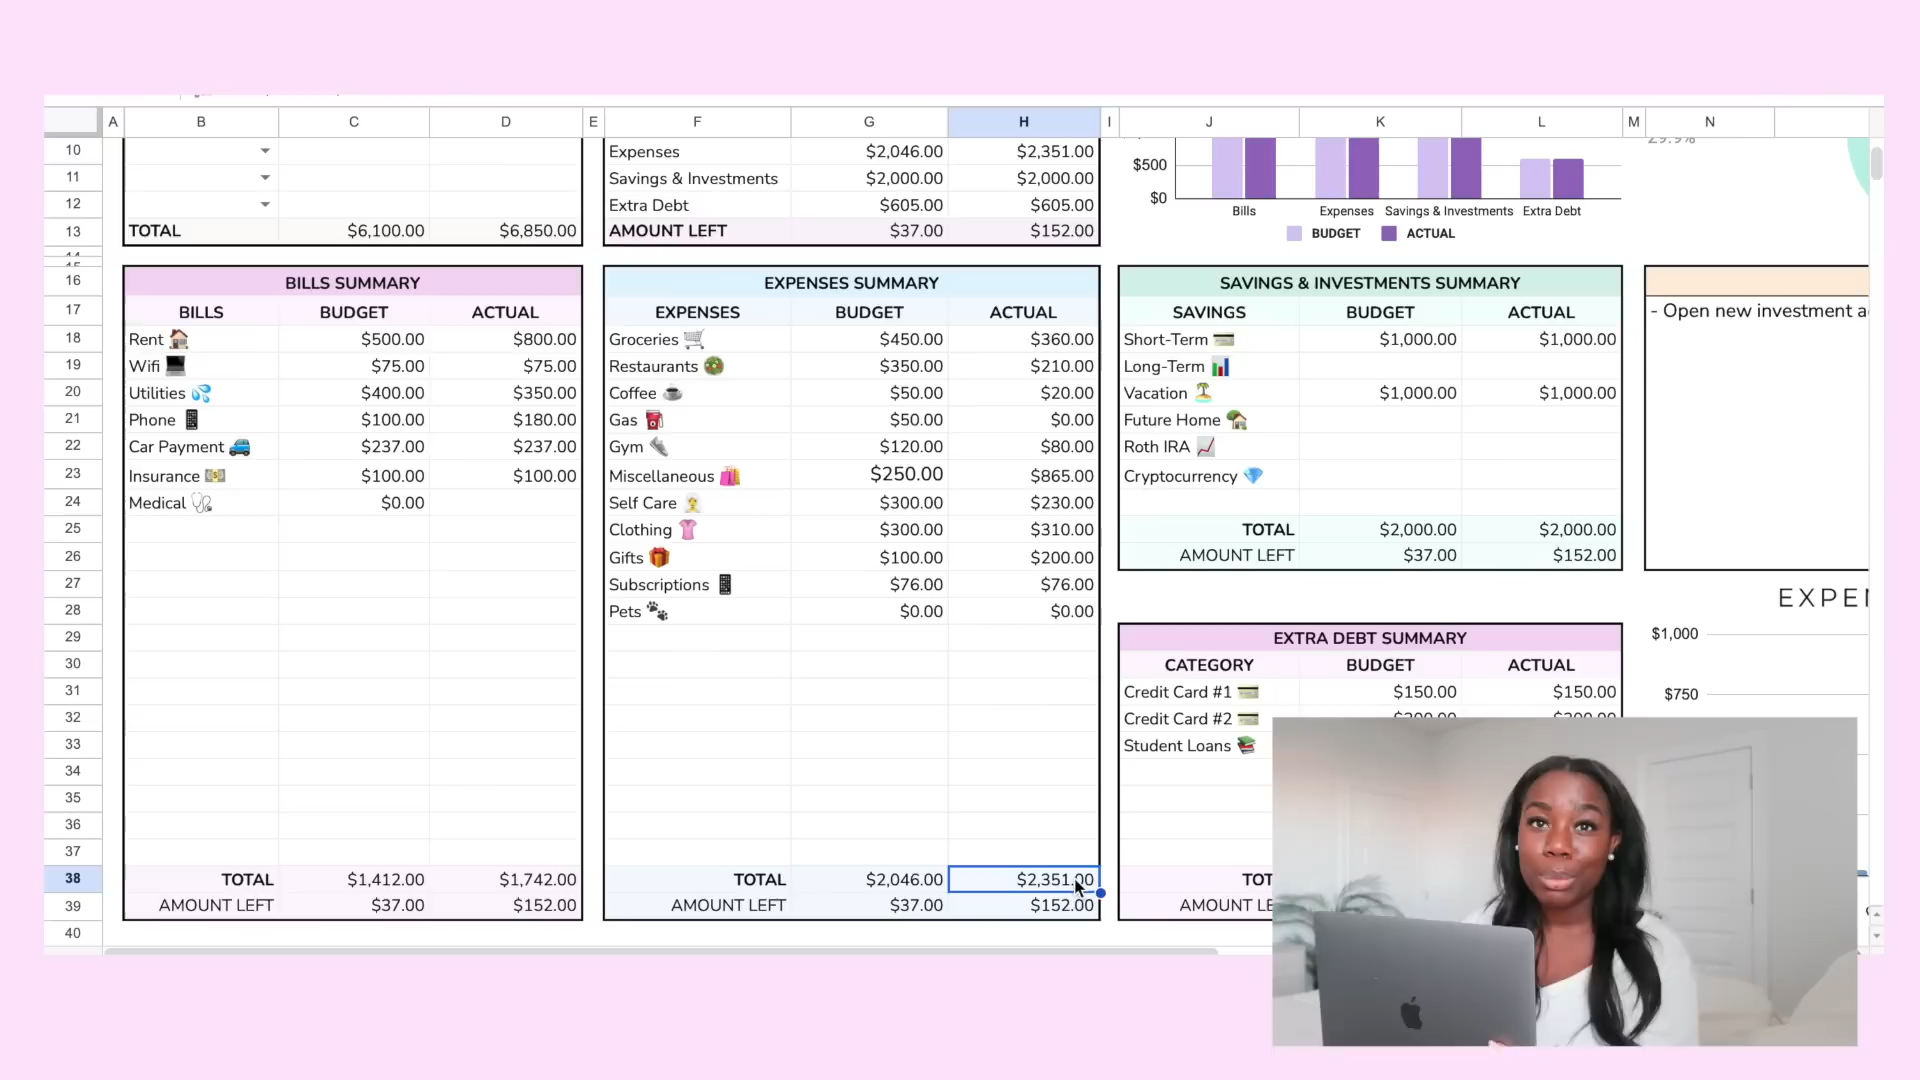 A B C D E F G H I J K L M N
10 Expenses $2,046.00 $2,351.00
11 Savings & Investments $2,000.00 $2,000.00
12 Extra Debt $605.00 $605.00
13 TOTAL $6,100.00 $6,850.00 AMOUNT LEFT $37.00 $152.00
$500
$0
Bills Expenses Savings & Investments Extra Debt
BUDGET ACTUAL
29.9%
16 BILLS SUMMARY EXPENSES SUMMARY SAVINGS & INVESTMENTS SUMMARY
17 BILLS BUDGET ACTUAL EXPENSES BUDGET ACTUAL SAVINGS BUDGET ACTUAL - Open new investment a
18 Rent 🏠 $500.00 $800.00 Groceries 🛒 $450.00 $360.00 Short-Term 💳 $1,000.00 $1,000.00
19 Wifi 💻 $75.00 $75.00 Restaurants 🥗 $350.00 $210.00 Long-Term 📊
20 Utilities 💦 $400.00 $350.00 Coffee ☕ $50.00 $20.00 Vacation 🏝️ $1,000.00 $1,000.00
21 Phone 📱 $100.00 $180.00 Gas ⛽ $50.00 $0.00 Future Home 🏡
22 Car Payment 🚙 $237.00 $237.00 Gym 👟 $120.00 $80.00 Roth IRA 📈
23 Insurance 💵 $100.00 $100.00 Miscellaneous 🛍️ $250.00 $865.00 Cryptocurrency 💎
24 Medical 🩺 $0.00 Self Care 🧖‍♀️ $300.00 $230.00
25 Clothing 👚 $300.00 $310.00 TOTAL $2,000.00 $2,000.00
26 Gifts 🎁 $100.00 $200.00 AMOUNT LEFT $37.00 $152.00
27 Subscriptions 📱 $76.00 $76.00
28 Pets 🐾 $0.00 $0.00 EXPEN
29 EXTRA DEBT SUMMARY $1,000
30 CATEGORY BUDGET ACTUAL
31 Credit Card #1 💳 $150.00 $150.00 $750
32 Credit Card #2 💳
33 Student Loans 📚
34
35
36
37
38 TOTAL $1,412.00 $1,742.00 TOTAL $2,046.00 $2,351.00 TOT
39 AMOUNT LEFT $37.00 $152.00 AMOUNT LEFT $37.00 $152.00 AMOUNT LE
40